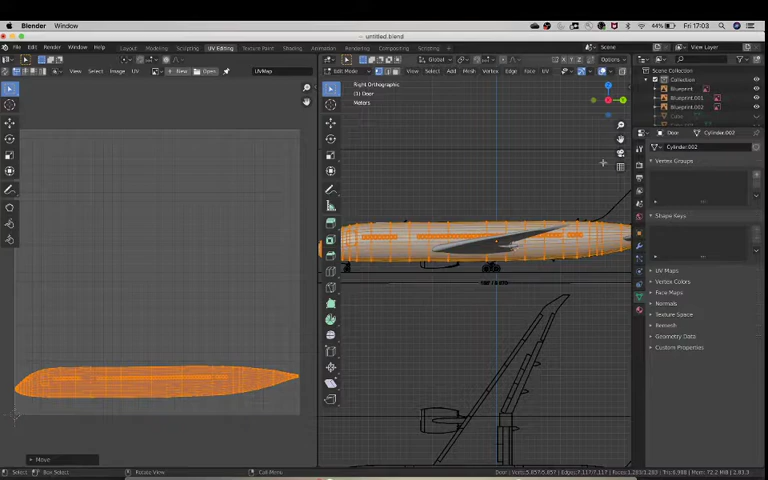 Blender Window
44% Fri 17:03
untitled.blend
File Edit Render Window Help
Layout Modeling Sculpting UV Editing Texture Paint Shading Animation Rendering Compositing Scripting
Scene
View Layer
View Select Image UV
New Open
UVMap
Options
Edit Mode
View Select Add Mesh Vertex Edge Face UV
Right Orthographic
(1) Door
Meters
Scene Collection
Collection
Blueprint
Blueprint.001
Blueprint.002
Cube
Door
Cylinder.002
Cylinder.002
Vertex Groups
Shape Keys
UV Maps
Vertex Colors
Face Maps
Normals
Texture Space
Remesh
Geometry Data
Custom Properties
Move
Select
Box Select
Rotate View
Call Menu